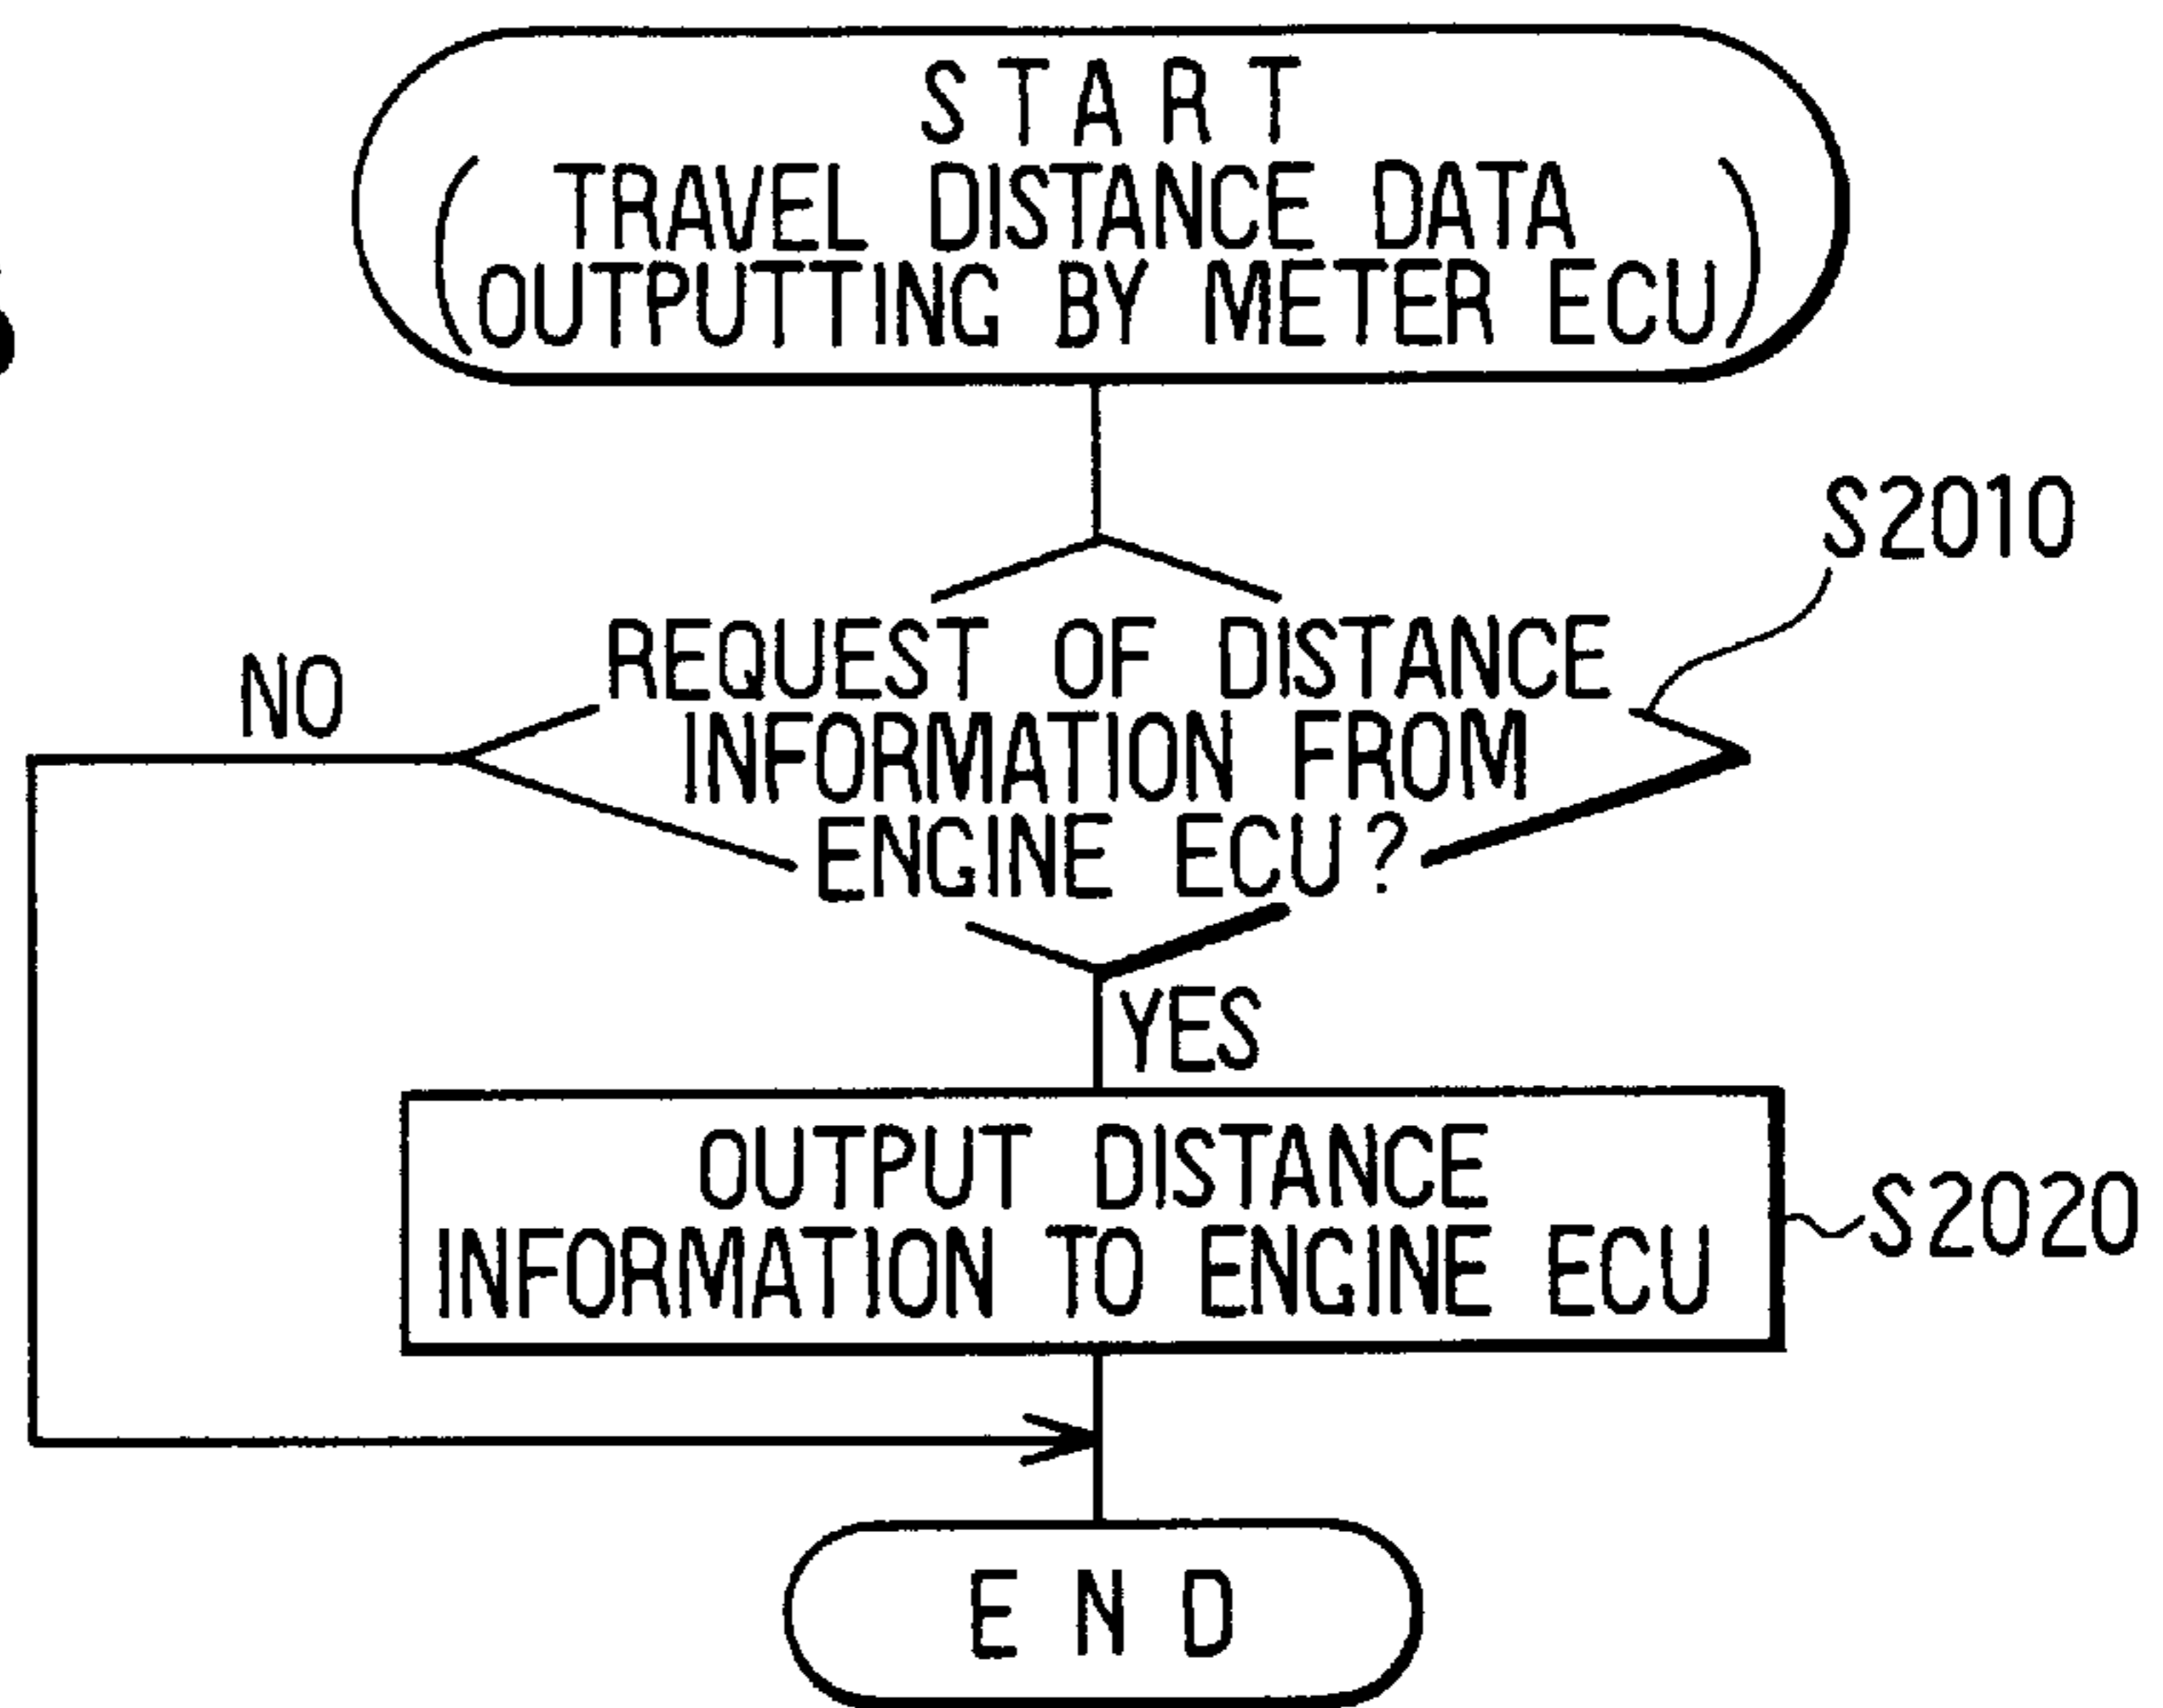 START
( TRAVEL DISTANCE DATA
OUTPUTTING BY METER ECU )
S2010
REQUEST OF DISTANCE
NO
INFORMATION FROM
ENGINE ECU?
YES
OUTPUT DISTANCE
S2020
INFORMATION TO ENGINE ECU
END